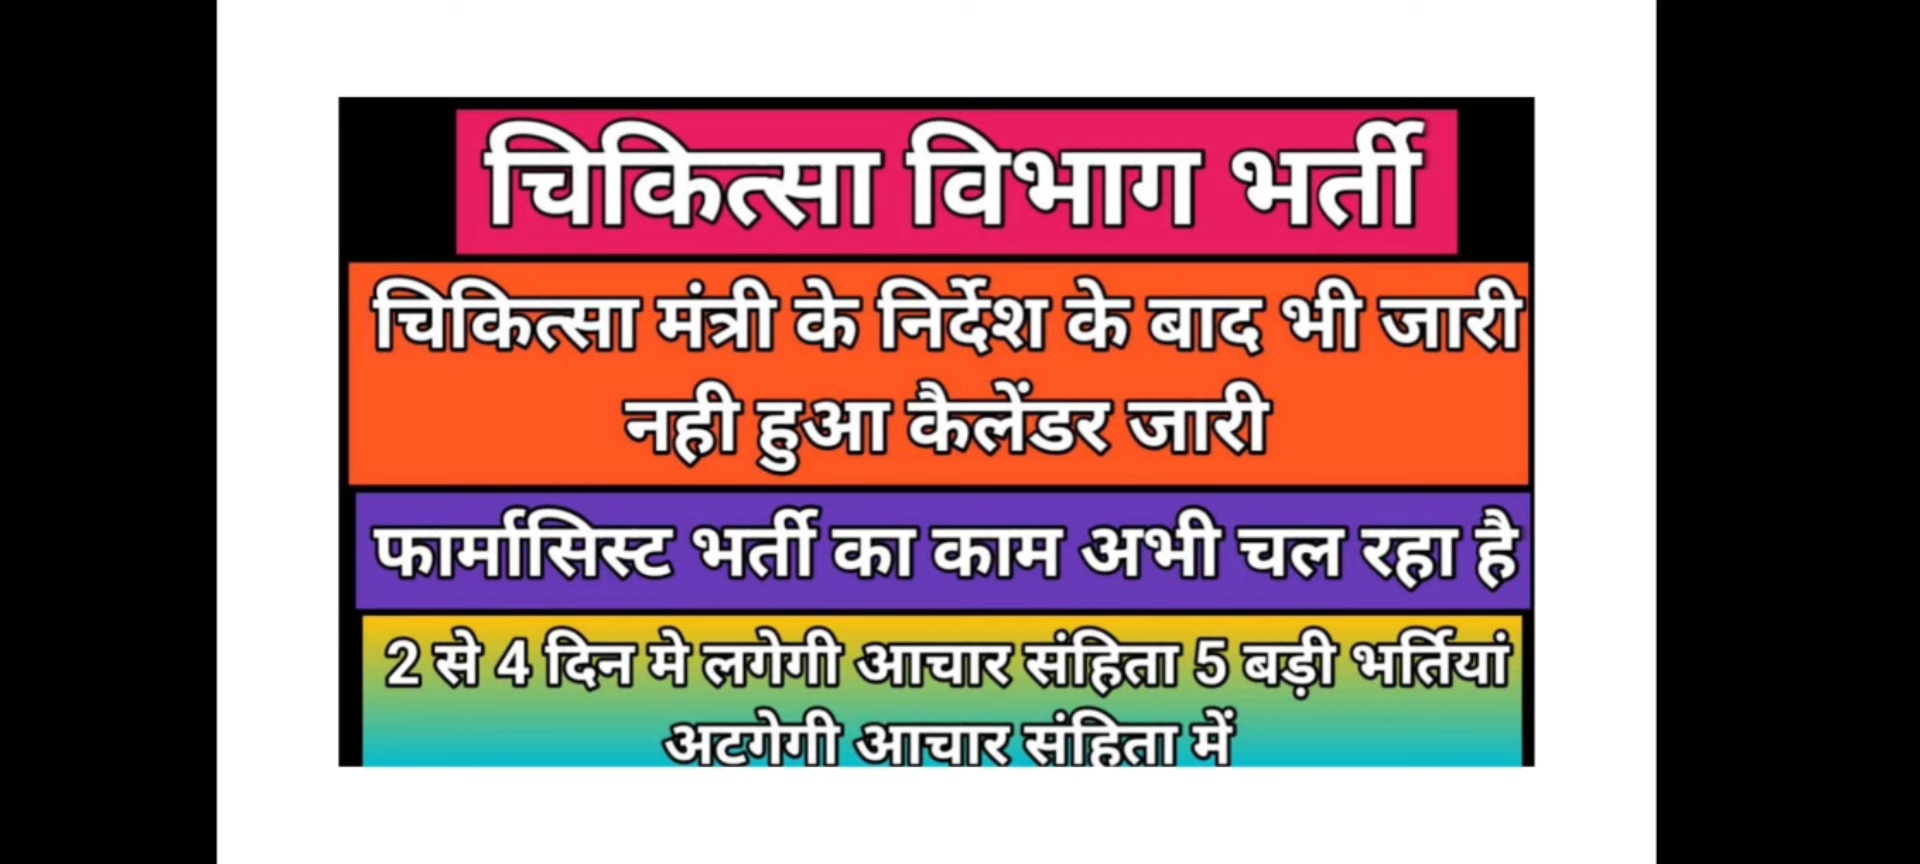 चिकित्सा विभाग भर्ती
चिकित्सा मंत्री के निर्देश के बाद भी जारी
नही हुआ कैलेंडर जारी
फार्मासिस्ट भर्ती का काम अभी चल रहा है
2 से 4 दिन मे लगेगी आचार संहिता 5 बड़ी भर्तियां
अटगेगी आचार संहिता में